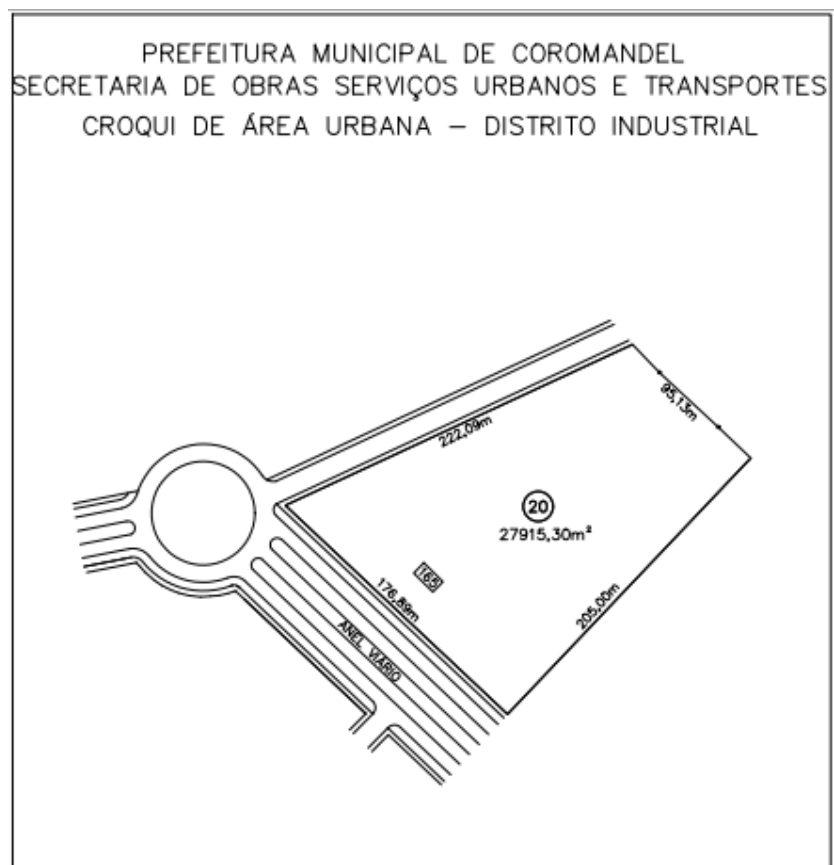 PREFEITURA MUNICIPAL DE COROMANDEL
SECRETARIA DE OBRAS SERVIÇOS URBANOS E TRANSPORTES
CROQUI DE ÁREA URBANA – DISTRITO INDUSTRIAL
95,13m
222,09m
20
27915,30m²
165
176,89m
205,00m
ANEL VIÁRIO